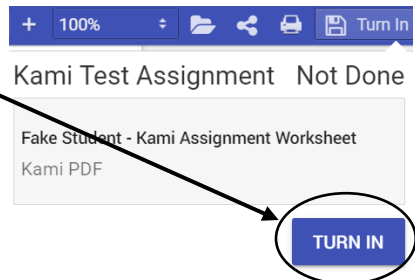 + 100% Turn In
Kami Test Assignment Not Done
Fake Student - Kami Assignment Worksheet
Kami PDF
TURN IN